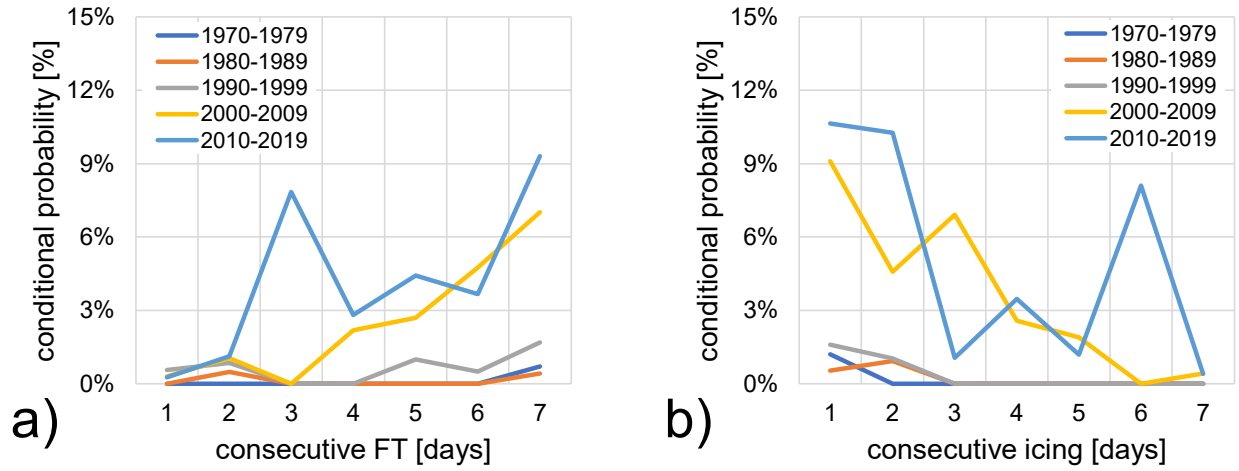 a)
conditional probability [%]
15%
12%
9%
6%
3%
0%
1970-1979
1980-1989
1990-1999
2000-2009
2010-2019
1 2 3 4 5 6 7
consecutive FT [days]
b)
conditional probability [%]
15%
12%
9%
6%
3%
0%
1970-1979
1980-1989
1990-1999
2000-2009
2010-2019
1 2 3 4 5 6 7
consecutive icing [days]